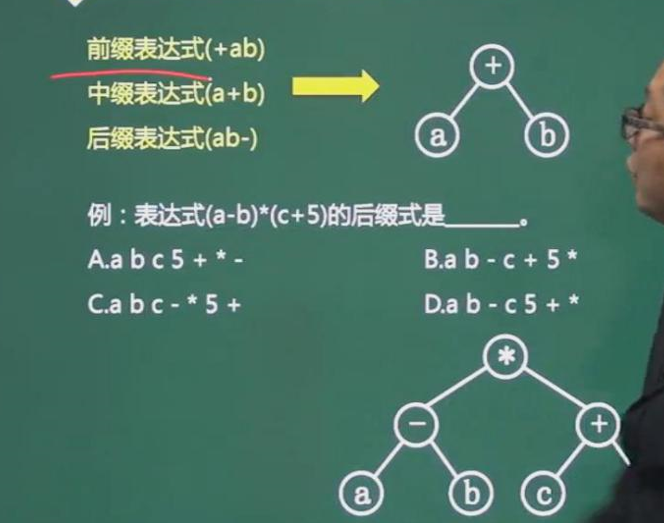 前缀表达式(+ab)
中缀表达式(a+b)
后缀表达式(ab-)
+
a b
例：表达式(a-b)*(c+5)的后缀式是______。
A.a b c 5 + * -
B.a b - c + 5 *
C.a b c - * 5 +
D.a b - c 5 + *
*
- +
a b c